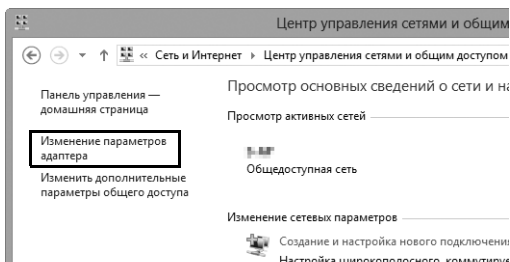 Центр управления сетями и общим
« Сеть и Интернет ▸ Центр управления сетями и общим доступом
Панель управления —
домашняя страница
Изменение параметров
адаптера
Изменить дополнительные
параметры общего доступа
Просмотр основных сведений о сети и
Просмотр активных сетей
Общедоступная сеть
Изменение сетевых параметров
Создание и настройка нового подключения
Настройка широкополосного,